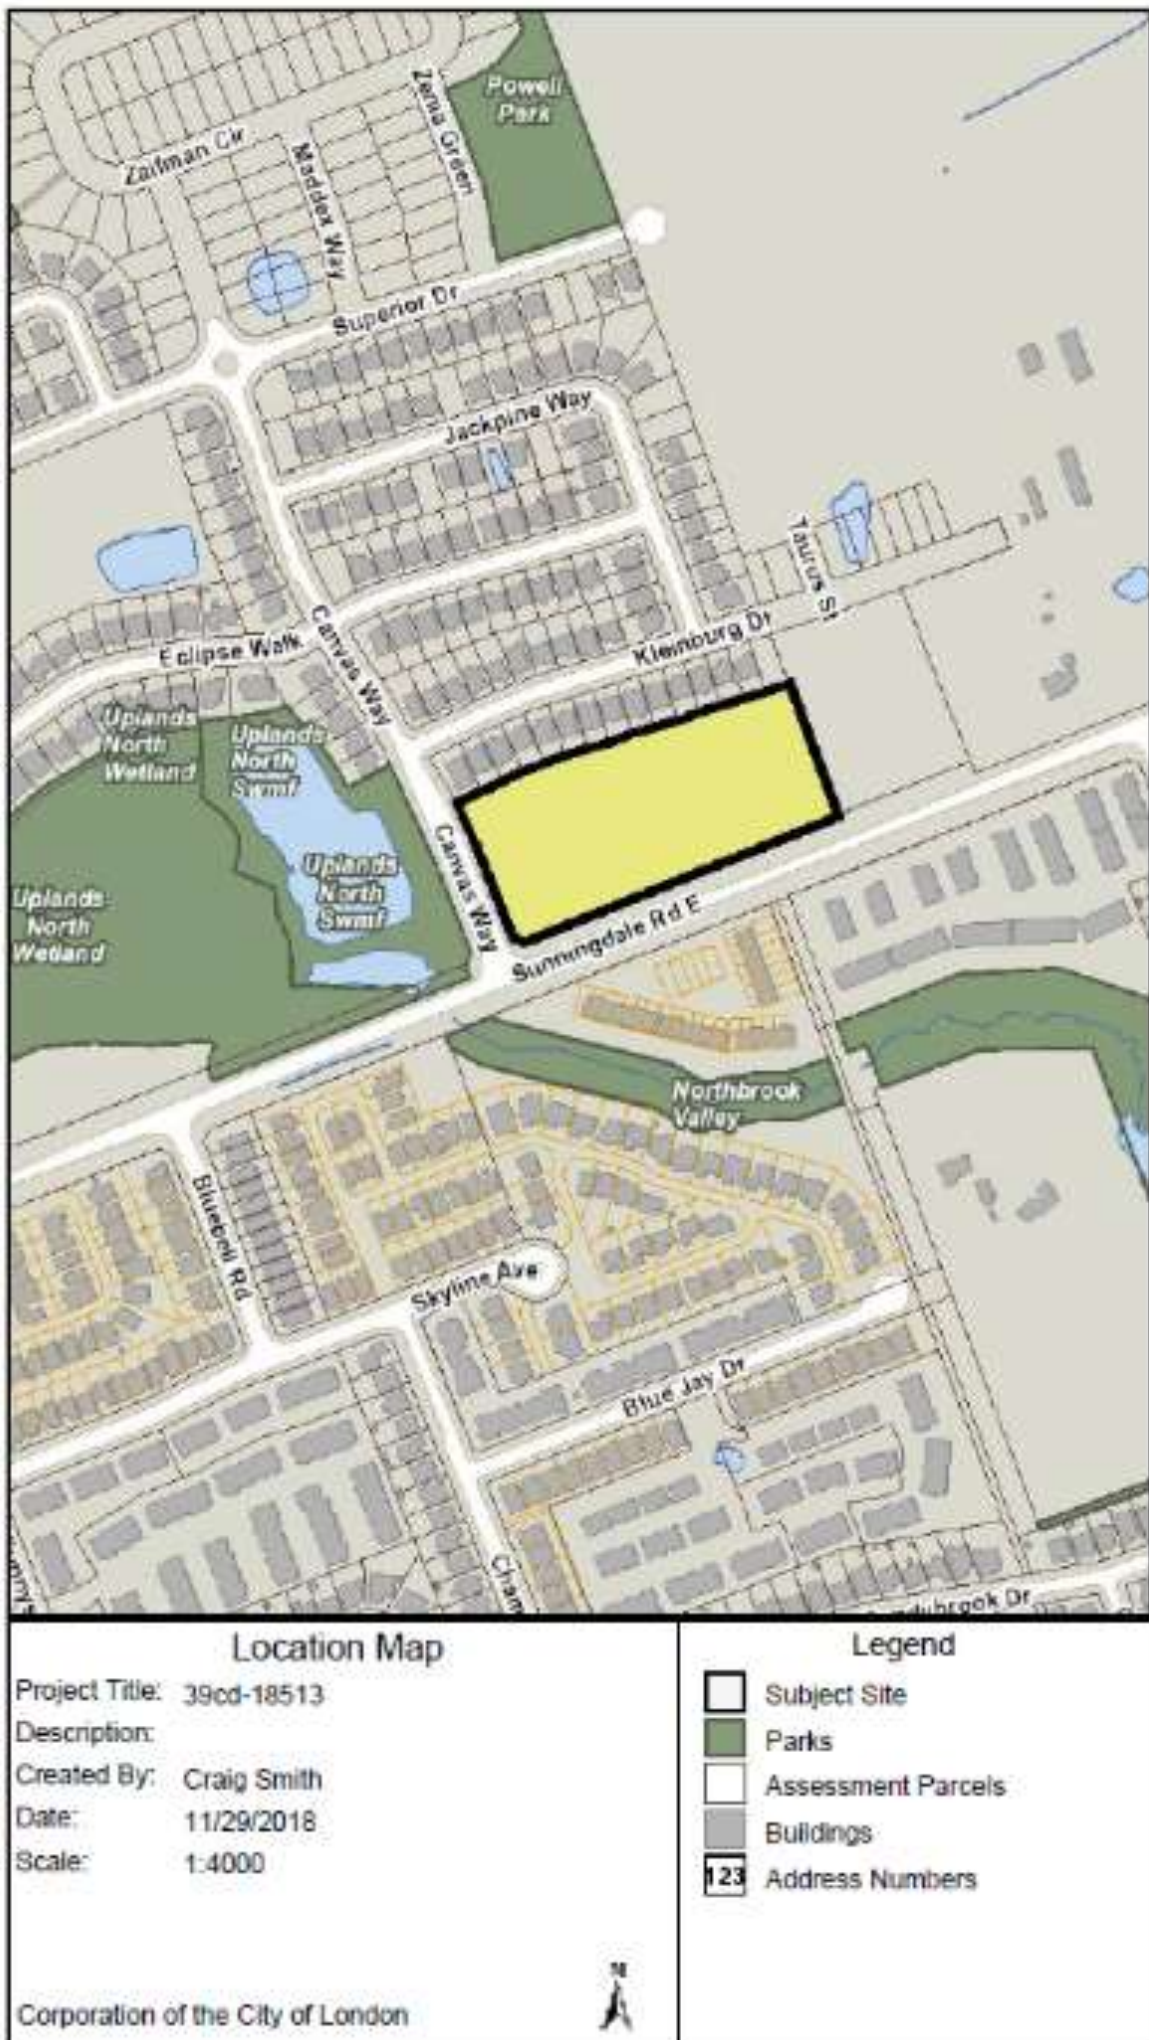 Powell
Park
Zenia Green
Zaifman Cir
Maddex Way
Superior Dr
Jackpine Way
Taurus St
Canvas Way
Eclipse Walk
Kleinburg Dr
Uplands
North
Wetland
Uplands
North
Swmf
Canvas Way
Uplands
North
Swmf
Uplands
North
Wetland
Sunningdale Rd E
Northbrook
Valley
Bluebell Rd
Skyline Ave
Blue Jay Dr
Cham
Location Map
Project Title: 39cd-18513
Description:
Created By: Craig Smith
Date: 11/29/2018
Scale: 1:4000
Corporation of the City of London
N
Legend
Subject Site
Parks
Assessment Parcels
Buildings
123 Address Numbers